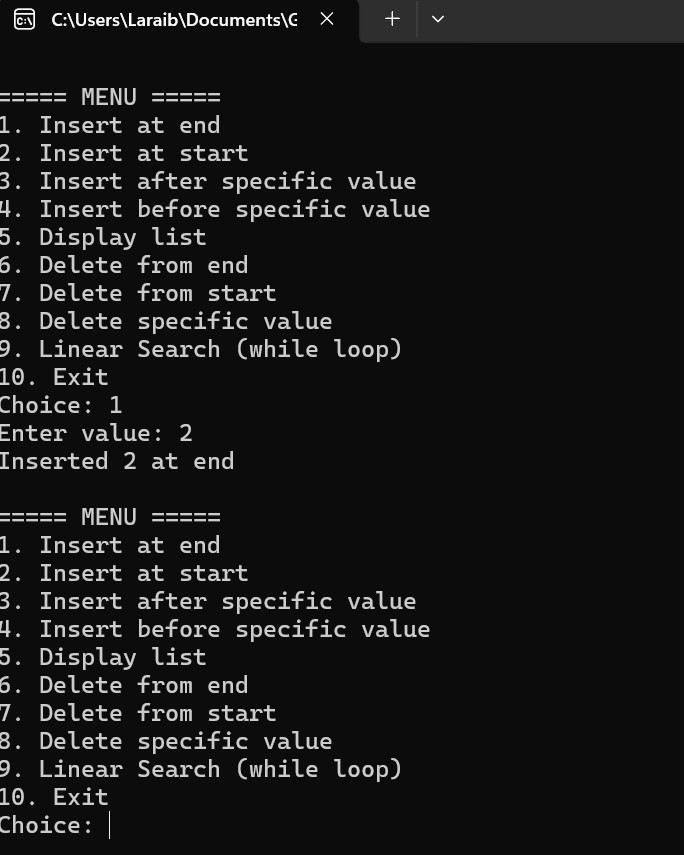 C:\Users\Laraib\Documents\G
===== MENU =====
1. Insert at end
2. Insert at start
3. Insert after specific value
4. Insert before specific value
5. Display list
6. Delete from end
7. Delete from start
8. Delete specific value
9. Linear Search (while loop)
10. Exit
Choice: 1
Enter value: 2
Inserted 2 at end
===== MENU =====
1. Insert at end
2. Insert at start
3. Insert after specific value
4. Insert before specific value
5. Display list
6. Delete from end
7. Delete from start
8. Delete specific value
9. Linear Search (while loop)
10. Exit
Choice: